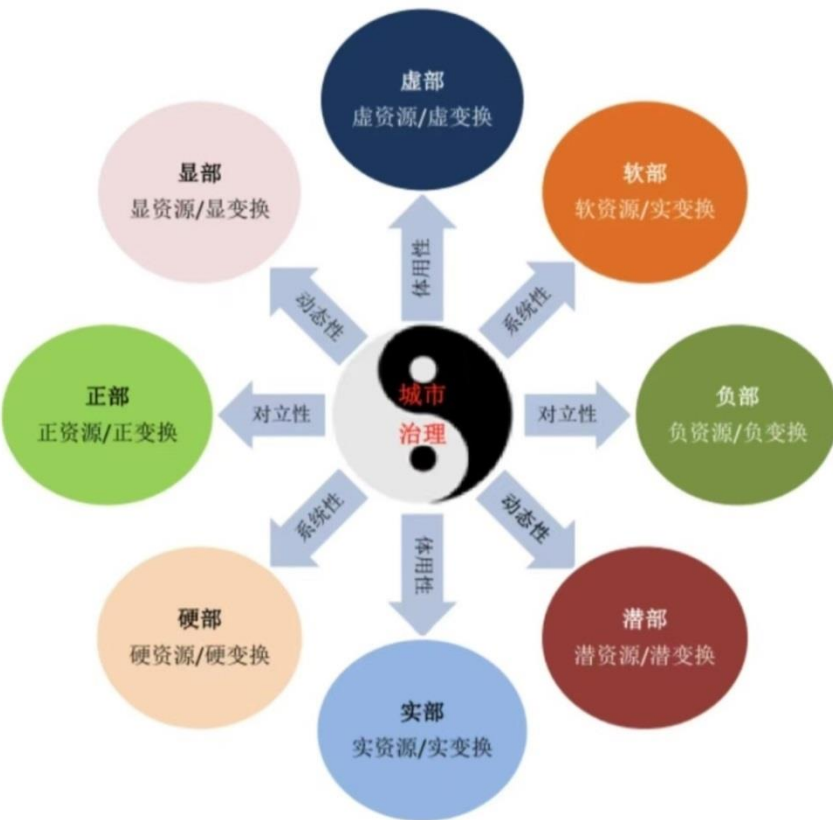 虚部
虚资源/虚变换
显部
显资源/显变换
软部
软资源/实变换
体用性
动态性
系统性
正部
正资源/正变换
对立性
城市
治理
对立性
负部
负资源/负变换
系统性
体用性
动态性
硬部
硬资源/硬变换
潜部
潜资源/潜变换
实部
实资源/实变换